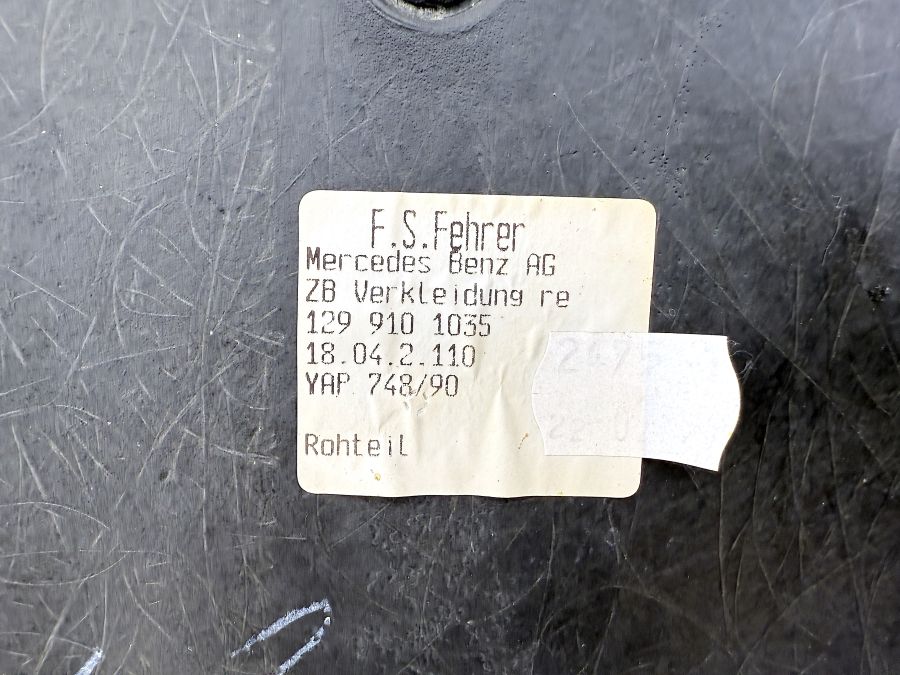 F.S.Fehrer
Mercedes Benz AG
ZB Verkleidung re
129 910 1035
18.04.2.110
YAP 748/90
Rohteil